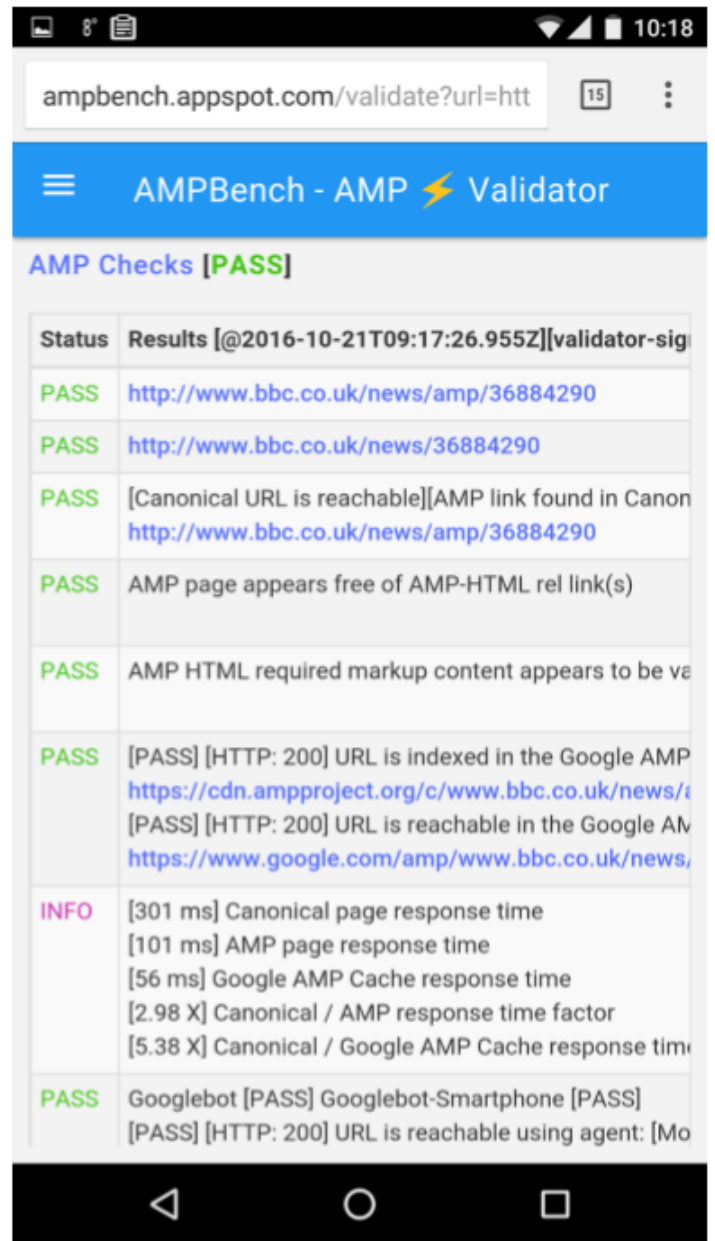 8° 10:18
ampbench.appspot.com/validate?url=htt 15
AMPBench - AMP ⚡ Validator
AMP Checks [PASS]
Status Results [@2016-10-21T09:17:26.955Z][validator-sig
PASS http://www.bbc.co.uk/news/amp/36884290
PASS http://www.bbc.co.uk/news/36884290
PASS [Canonical URL is reachable][AMP link found in Canon
http://www.bbc.co.uk/news/amp/36884290
PASS AMP page appears free of AMP-HTML rel link(s)
PASS AMP HTML required markup content appears to be va
PASS [PASS] [HTTP: 200] URL is indexed in the Google AMP
https://cdn.ampproject.org/c/www.bbc.co.uk/news/a
[PASS] [HTTP: 200] URL is reachable in the Google AM
https://www.google.com/amp/www.bbc.co.uk/news/
INFO [301 ms] Canonical page response time
[101 ms] AMP page response time
[56 ms] Google AMP Cache response time
[2.98 X] Canonical / AMP response time factor
[5.38 X] Canonical / Google AMP Cache response time
PASS Googlebot [PASS] Googlebot-Smartphone [PASS]
[PASS] [HTTP: 200] URL is reachable using agent: [Mo